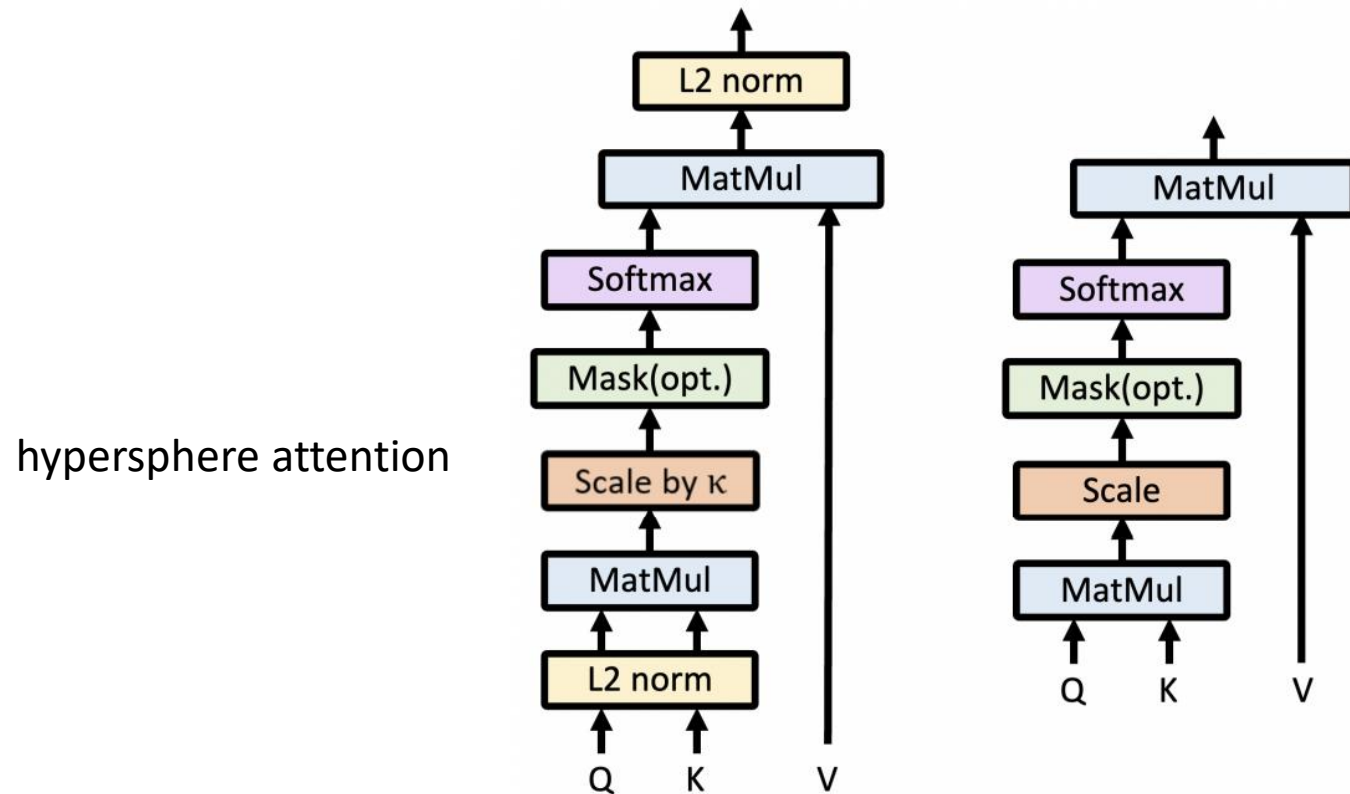 hypersphere attention
L2 norm
MatMul
Softmax
Mask(opt.)
Scale by κ
MatMul
L2 norm
Q K V
MatMul
Softmax
Mask(opt.)
Scale
MatMul
Q K V